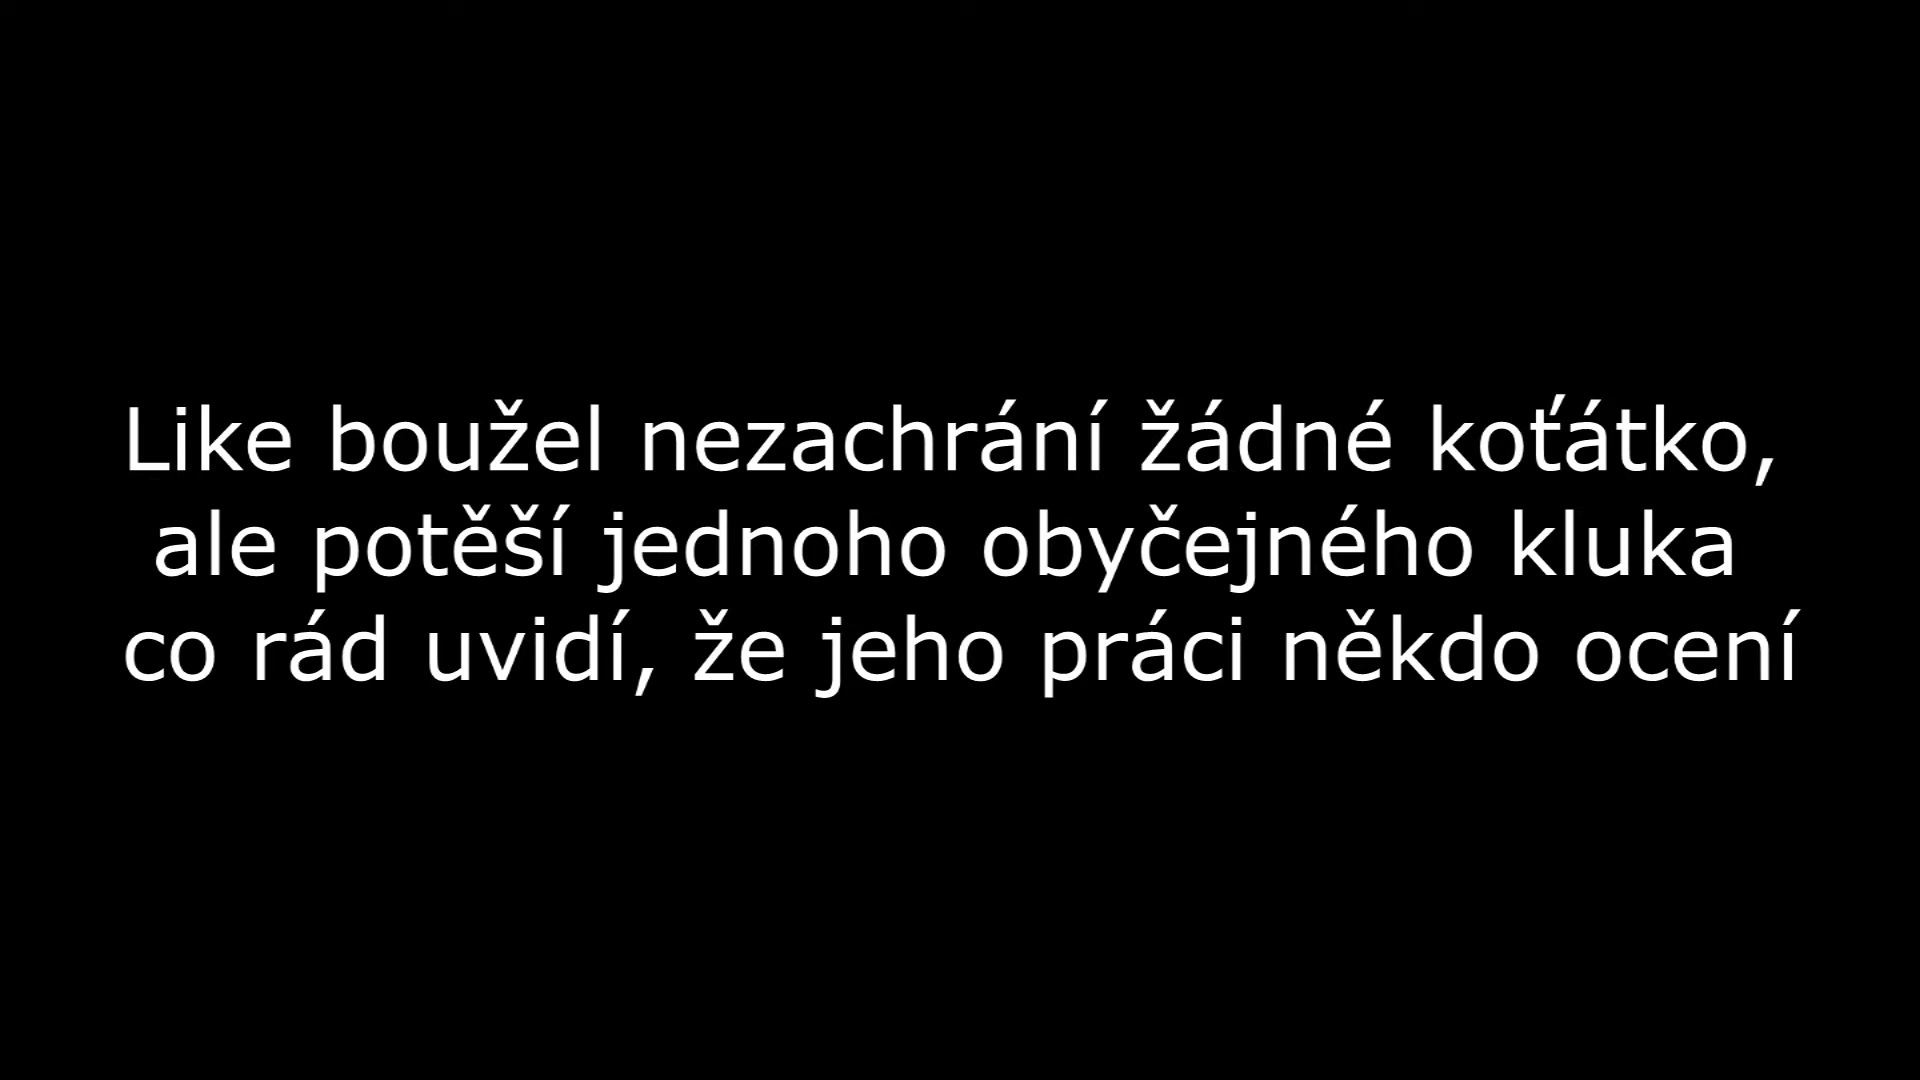 Like boužel nezachrání žádné koťátko,
ale potěší jednoho obyčejného kluka
co rád uvidí, že jeho práci někdo ocení